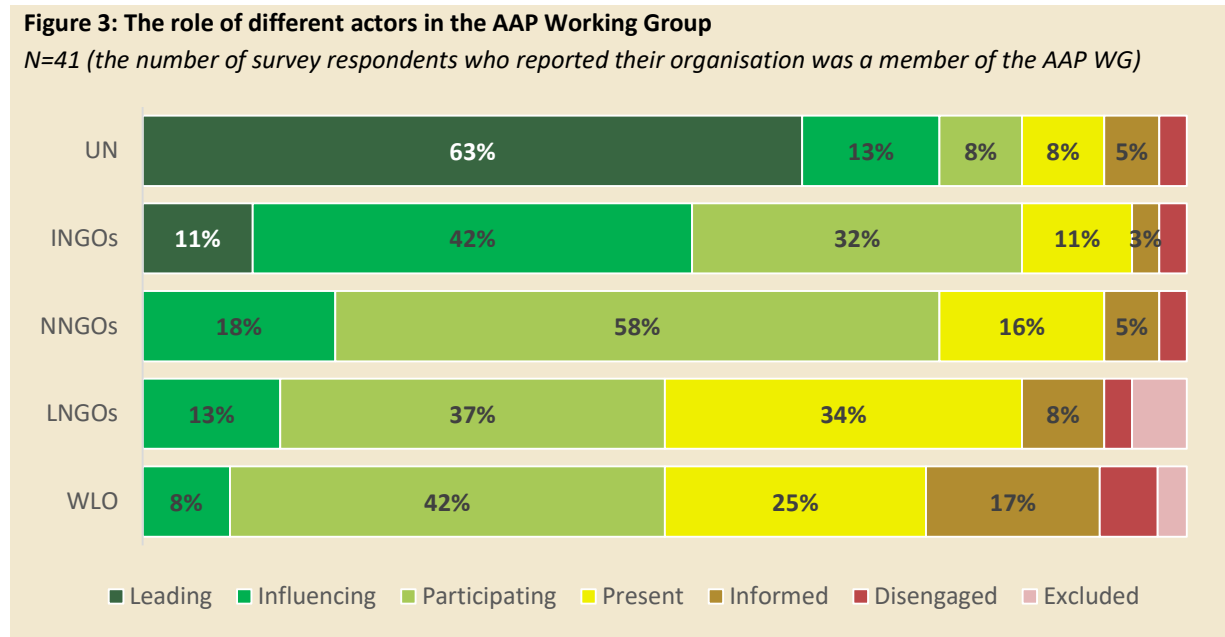 Figure 3: The role of different actors in the AAP Working Group
N=41 (the number of survey respondents who reported their organisation was a member of the AAP WG)
UN 63% 13% 8% 8% 5%
INGOs 11% 42% 32% 11% 3%
NNGOs 18% 58% 16% 5%
LNGOs 13% 37% 34% 8%
WLO 8% 42% 25% 17%
Leading Influencing Participating Present Informed Disengaged Excluded